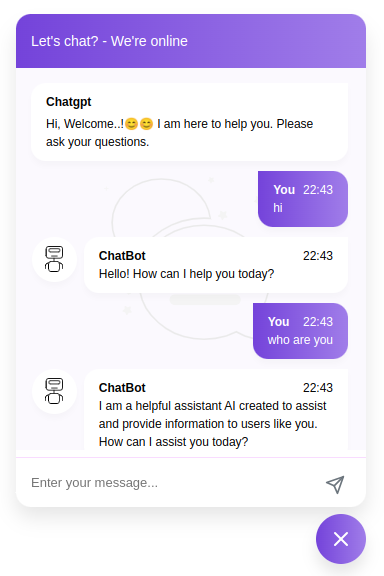 Let's chat? - We're online
Chatgpt
Hi, Welcome..!😊😊 I am here to help you. Please
ask your questions.
You 22:43
hi
ChatBot 22:43
Hello! How can I help you today?
You 22:43
who are you
ChatBot 22:43
I am a helpful assistant AI created to assist
and provide information to users like you.
How can I assist you today?
Enter your message...